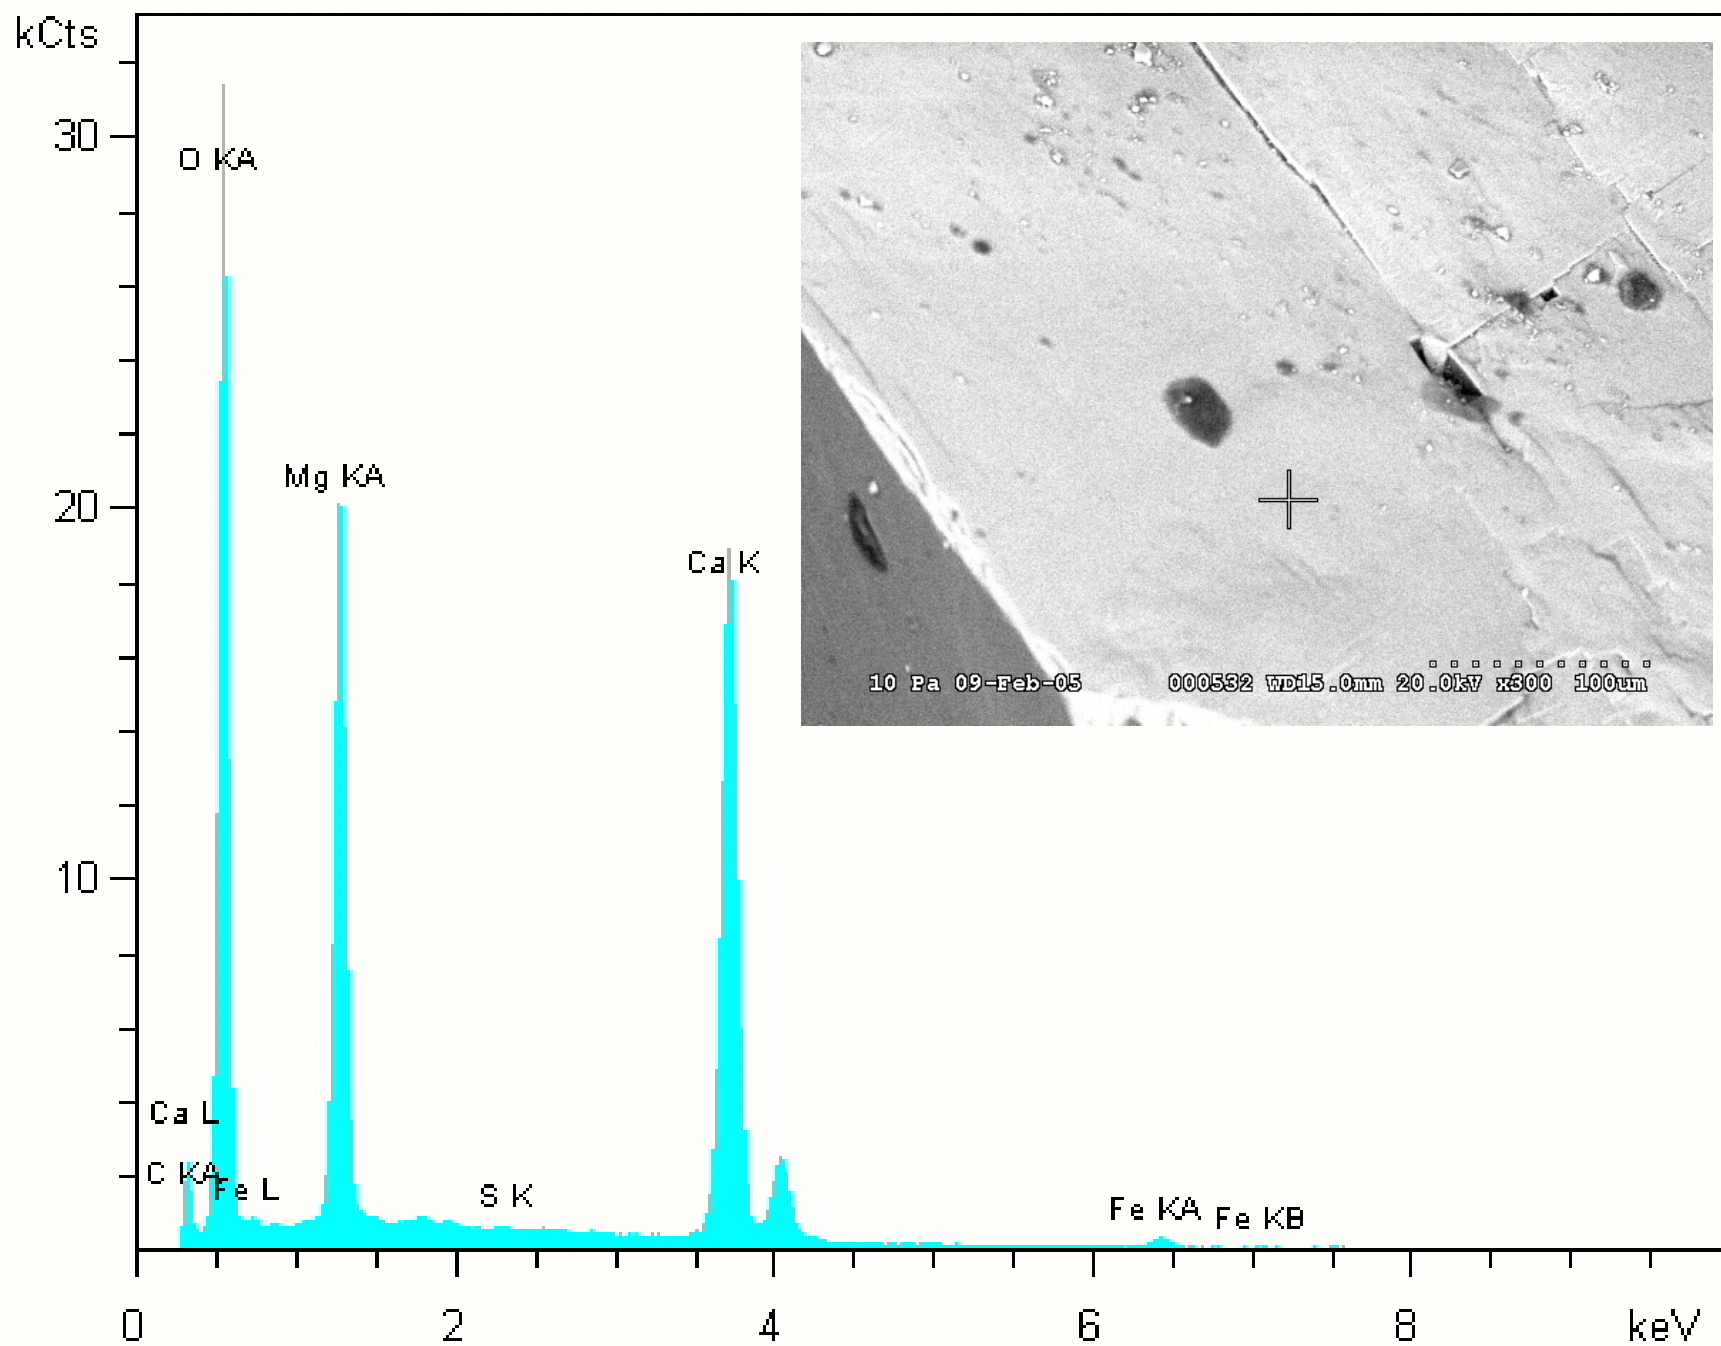 kCts
30
20
10
O KA
Mg KA
Ca K
Ca L
C KA
Fe L
S K
Fe KA
Fe KB
0 2 4 6 8 keV
10 Pa 09-Feb-05 000532 WD15.0mm 20.0kV x300 100um